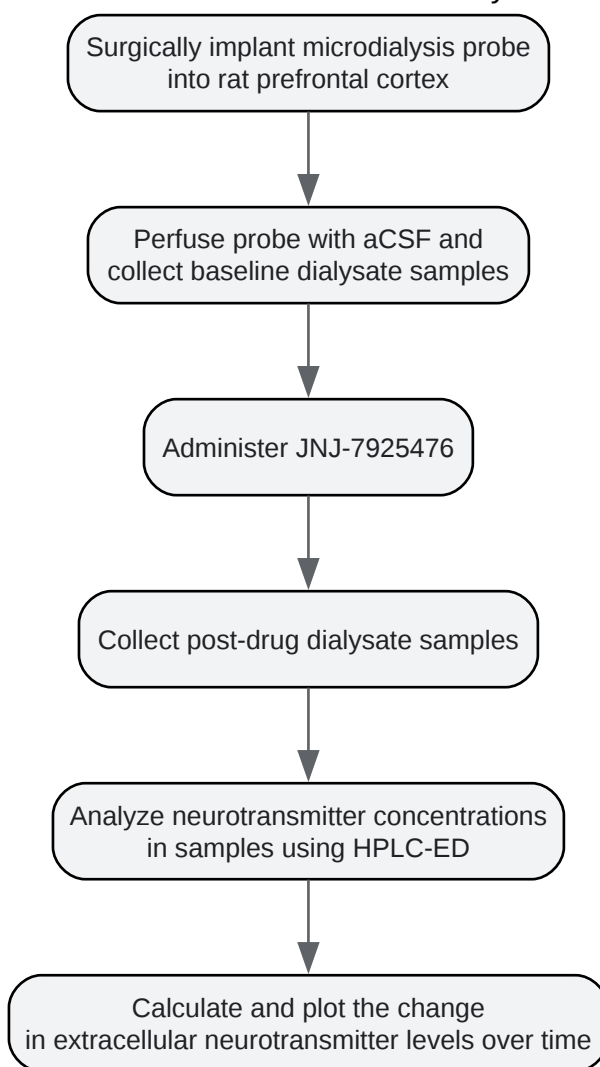 Surgically implant microdialysis probe
into rat prefrontal cortex
Perfuse probe with aCSF and
collect baseline dialysate samples
Administer JNJ-7925476
Collect post-drug dialysate samples
Analyze neurotransmitter concentrations
in samples using HPLC-ED
Calculate and plot the change
in extracellular neurotransmitter levels over time